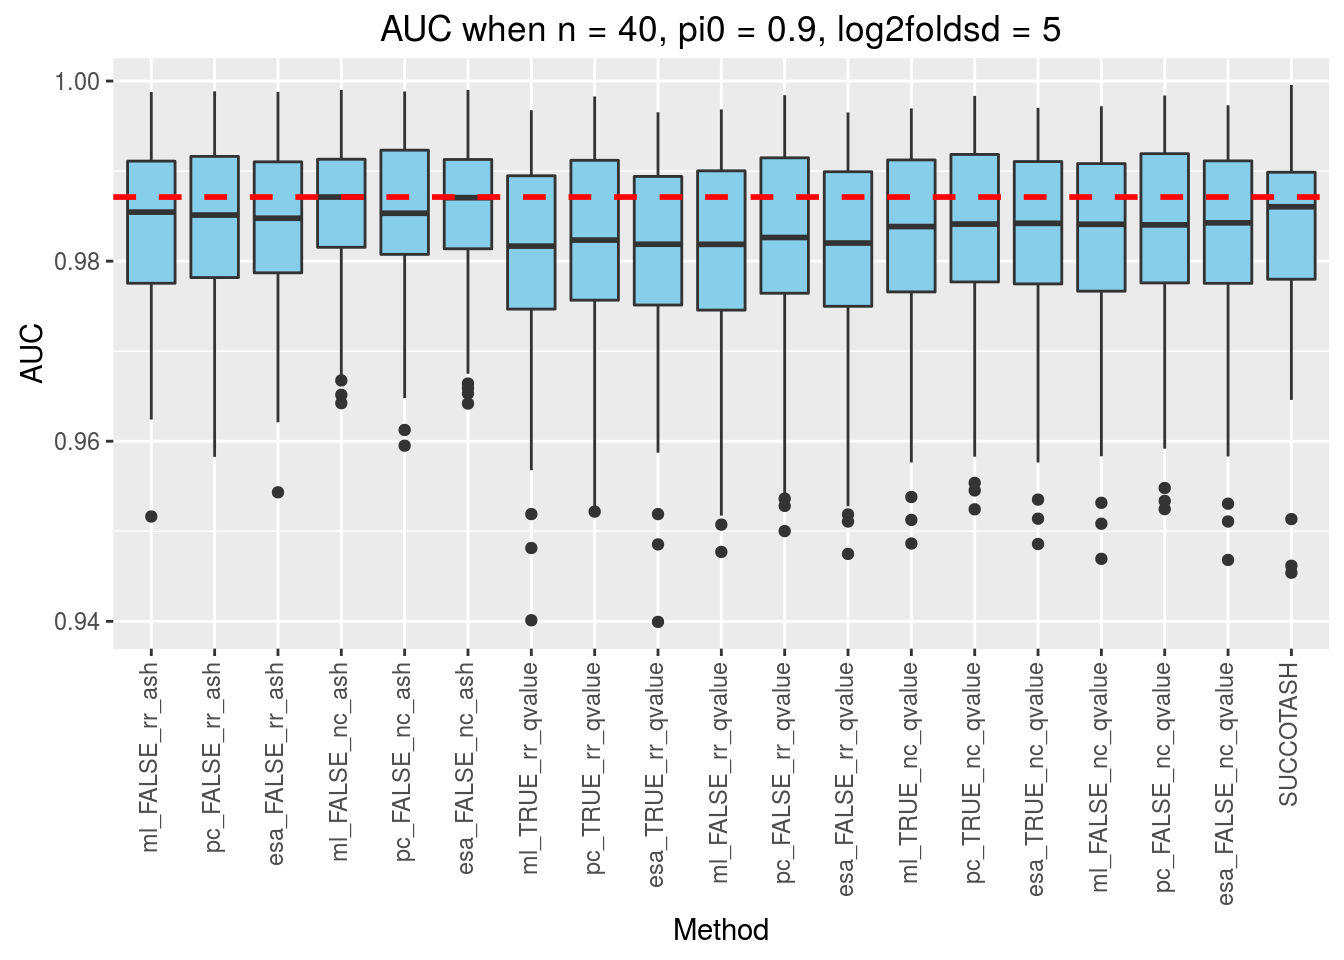 AUC when n = 40, pi0 = 0.9, log2foldsd = 5
AUC
1.00
0.98
0.96
0.94
ml_FALSE_rr_ash
pc_FALSE_rr_ash
esa_FALSE_rr_ash
ml_FALSE_nc_ash
pc_FALSE_nc_ash
esa_FALSE_nc_ash
ml_TRUE_rr_qvalue
pc_TRUE_rr_qvalue
esa_TRUE_rr_qvalue
ml_FALSE_rr_qvalue
pc_FALSE_rr_qvalue
esa_FALSE_rr_qvalue
ml_TRUE_nc_qvalue
pc_TRUE_nc_qvalue
esa_TRUE_nc_qvalue
ml_FALSE_nc_qvalue
pc_FALSE_nc_qvalue
esa_FALSE_nc_qvalue
SUCCOTASH
Method